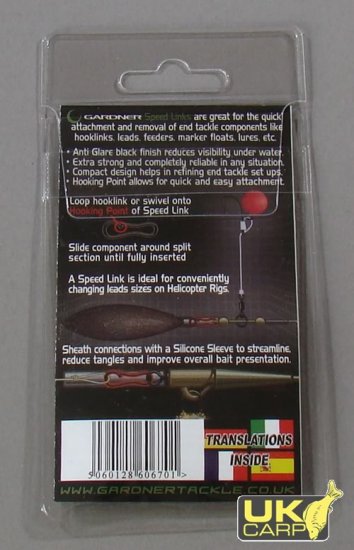 GARDNER Speed Links are great for the quick
attachment and removal of end tackle components like
hooklinks, leads, feeders, marker floats, lures, etc.
• Anti Glare black finish reduces visibility under water.
• Extra strong and completely reliable in any situation.
• Compact design helps in refining end tackle set ups.
• Hooking Point allows for quick and easy attachment.
Loop hooklink or swivel onto
Hooking Point of Speed Link
Slide component around split
section until fully inserted
A Speed Link is ideal for conveniently
changing leads sizes on Helicopter Rigs.
Sheath connections with a Silicone Sleeve to streamline,
reduce tangles and improve overall bait presentation.
TRANSLATIONS
INSIDE
5060128606701>
WWW.GARDNERTACKLE.CO.UK
UK
CARP